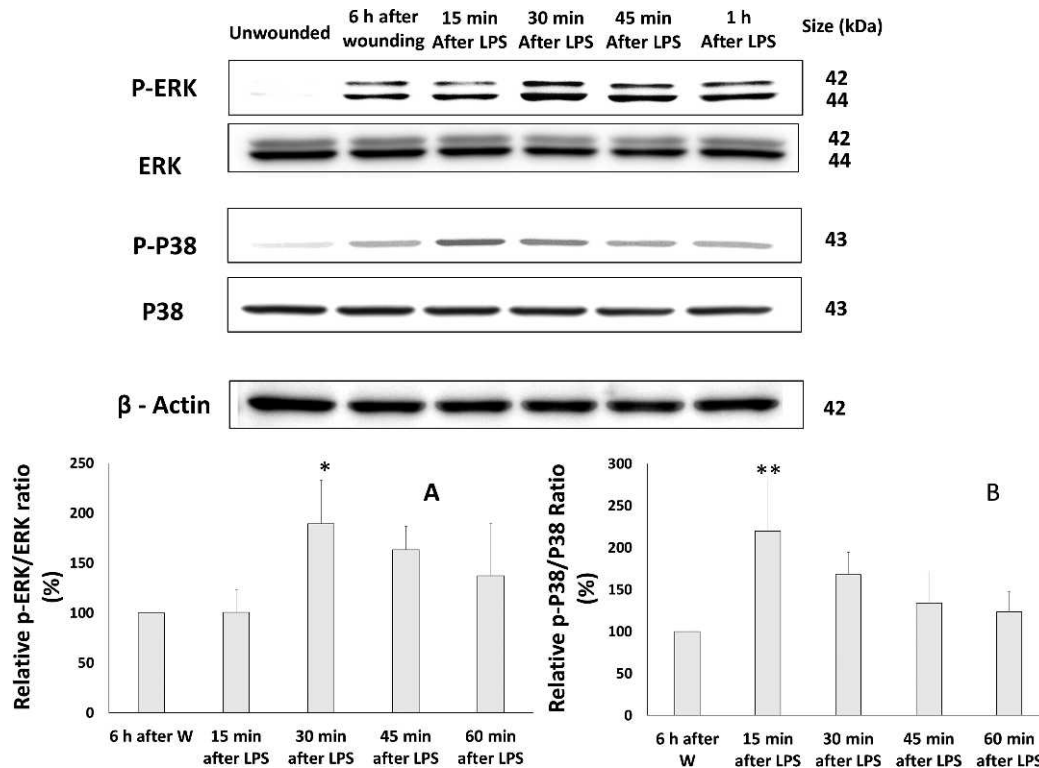 Unwounded
6 h after
wounding
15 min
After LPS
30 min
After LPS
45 min
After LPS
1 h
After LPS
Size (kDa)
P-ERK
42
44
ERK
42
44
P-P38
43
P38
43
β - Actin
42
Relative p-ERK/ERK ratio
(%)
250
200
150
100
50
0
*
A
6 h after W
15 min
after LPS
30 min
after LPS
45 min
after LPS
60 min
after LPS
Relative p-P38/P38 Ratio
(%)
300
250
200
150
100
50
0
**
B
6 h after
W
15 min
after LPS
30 min
after LPS
45 min
after LPS
60 min
after LPS